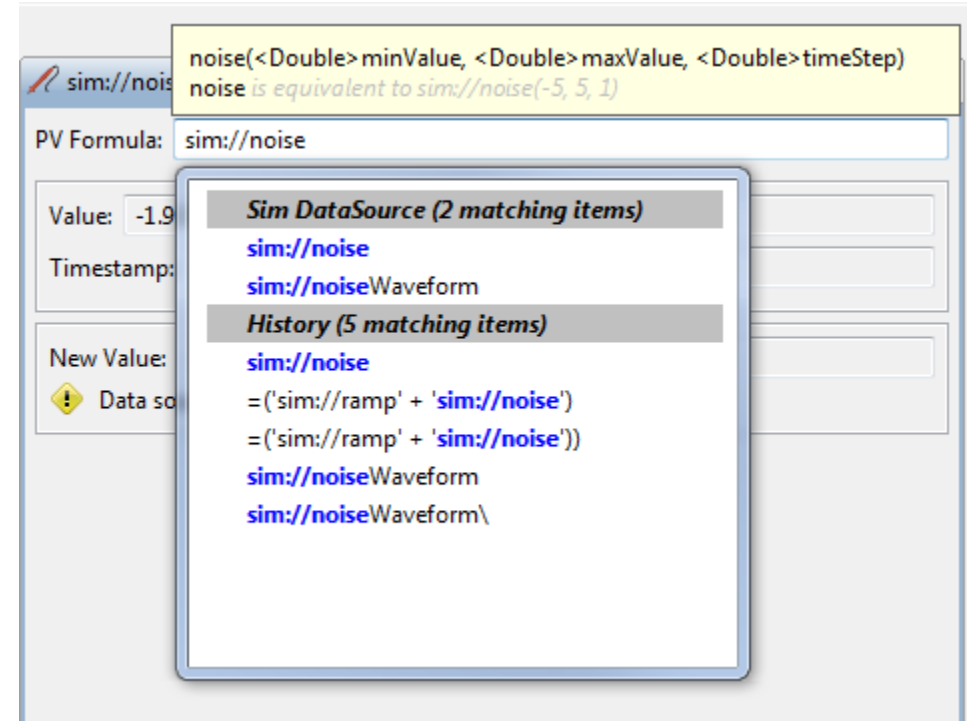 noise(<Double>minValue, <Double>maxValue, <Double>timeStep)
noise is equivalent to sim://noise(-5, 5, 1)
sim://nois
PV Formula: sim://noise
Value: -1.9
Timestamp:
New Value:
Data so
Sim DataSource (2 matching items)
sim://noise
sim://noiseWaveform
History (5 matching items)
sim://noise
=('sim://ramp' + 'sim://noise')
=('sim://ramp' + 'sim://noise'))
sim://noiseWaveform
sim://noiseWaveform\